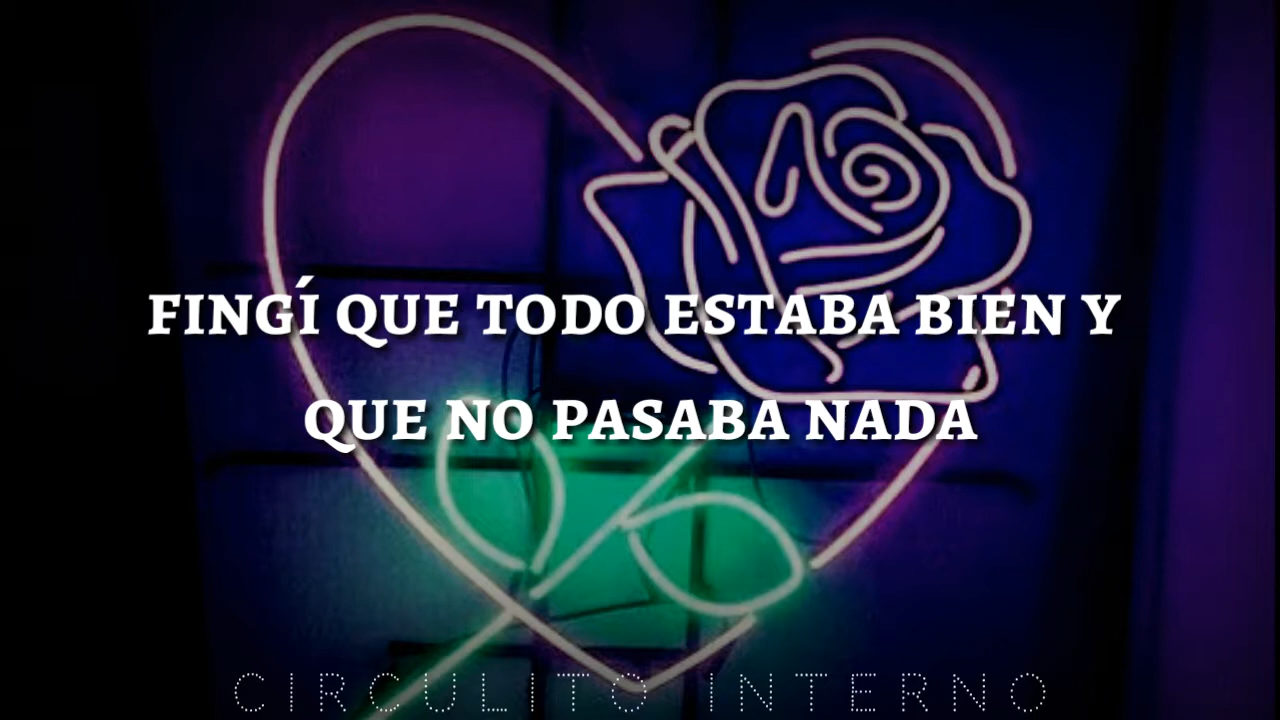 FINGÍ QUE TODO ESTABA BIEN Y
QUE NO PASABA NADA
CIRCULITO INTERNO